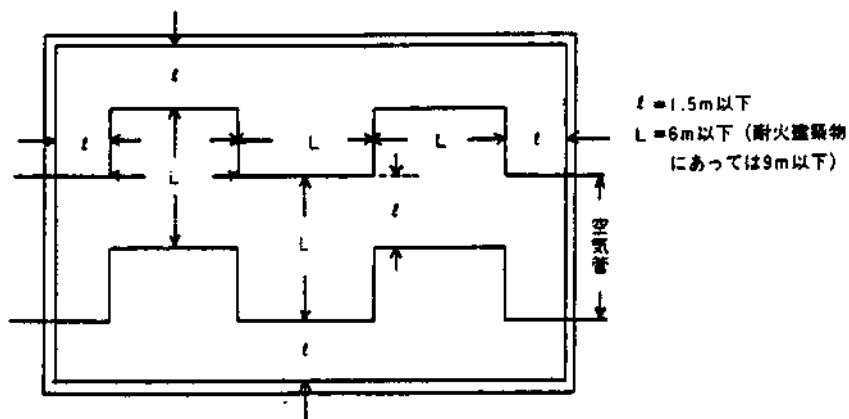 ℓ
ℓ L L ℓ
L
ℓ
L
ℓ
ℓ=1.5m以下
L=6m以下（耐火建築物
にあっては9m以下）
空気管